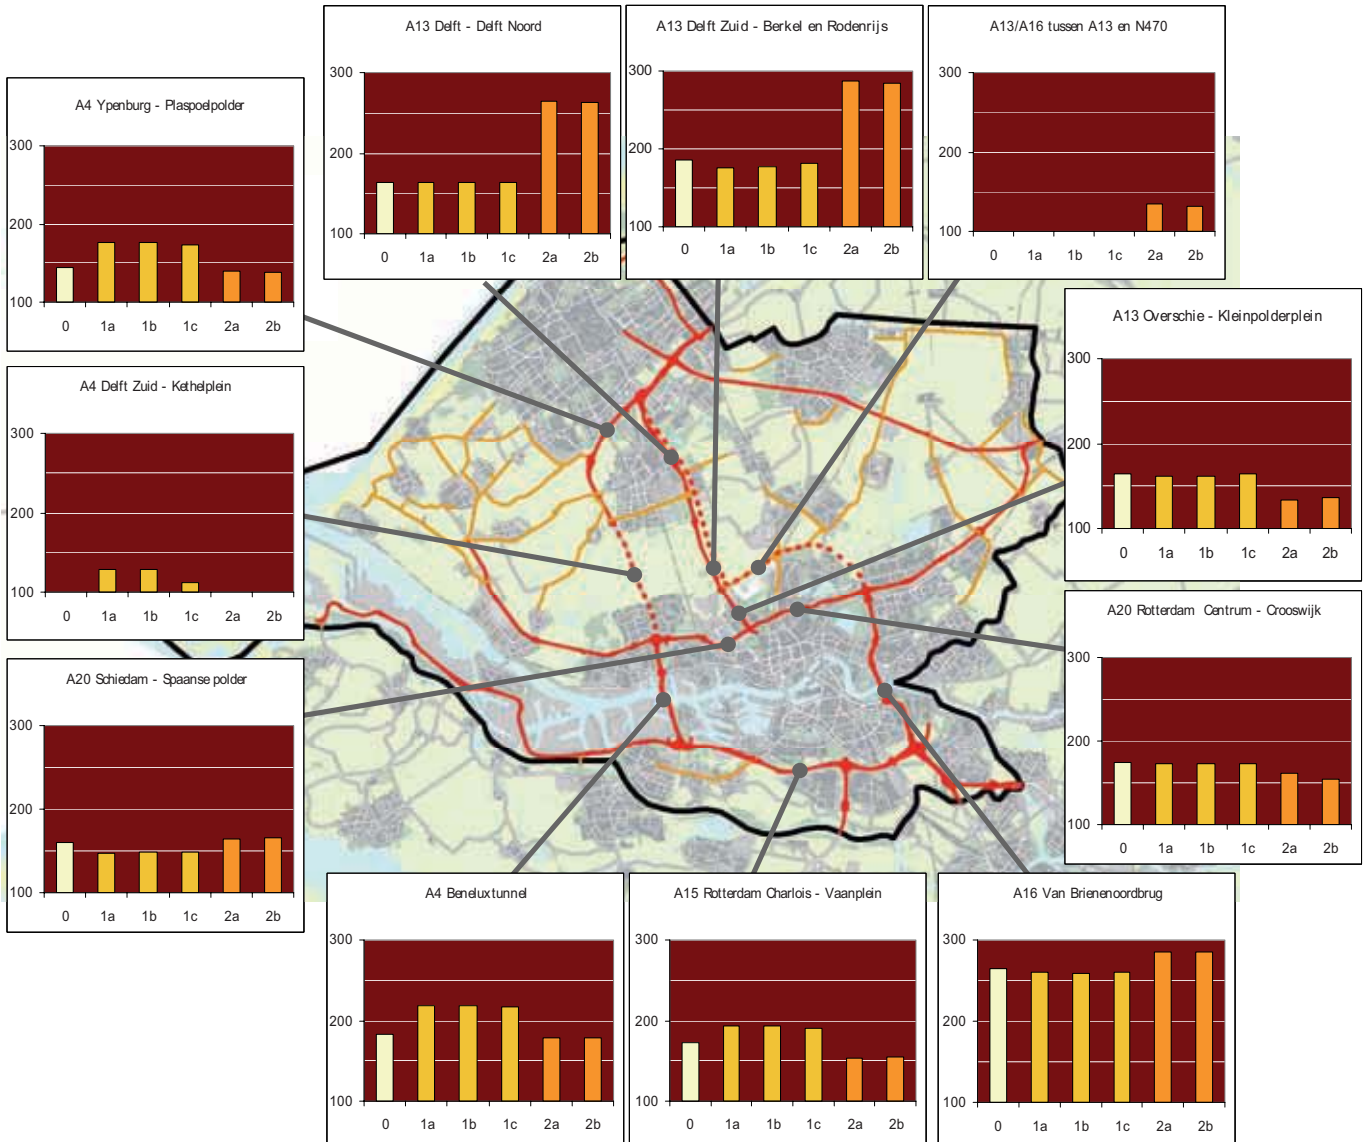 A13 Delft - Delft Noord
300
200
100
0 1a 1b 1c 2a 2b
A13 Delft Zuid - Berkel en Rodenrijs
300
200
100
0 1a 1b 1c 2a 2b
A13/A16 tussen A13 en N470
300
200
100
0 1a 1b 1c 2a 2b
A4 Ypenburg - Plaspoelpolder
300
200
100
0 1a 1b 1c 2a 2b
A13 Overschie - Kleinpolderplein
300
200
100
0 1a 1b 1c 2a 2b
A4 Delft Zuid - Kethelplein
300
200
100
0 1a 1b 1c 2a 2b
A20 Rotterdam Centrum - Crooswijk
300
200
100
0 1a 1b 1c 2a 2b
A20 Schiedam - Spaanse polder
300
200
100
0 1a 1b 1c 2a 2b
A4 Beneluxtunnel
300
200
100
0 1a 1b 1c 2a 2b
A15 Rotterdam Charlois - Vaanplein
300
200
100
0 1a 1b 1c 2a 2b
A16 Van Brienenoordbrug
300
200
100
0 1a 1b 1c 2a 2b